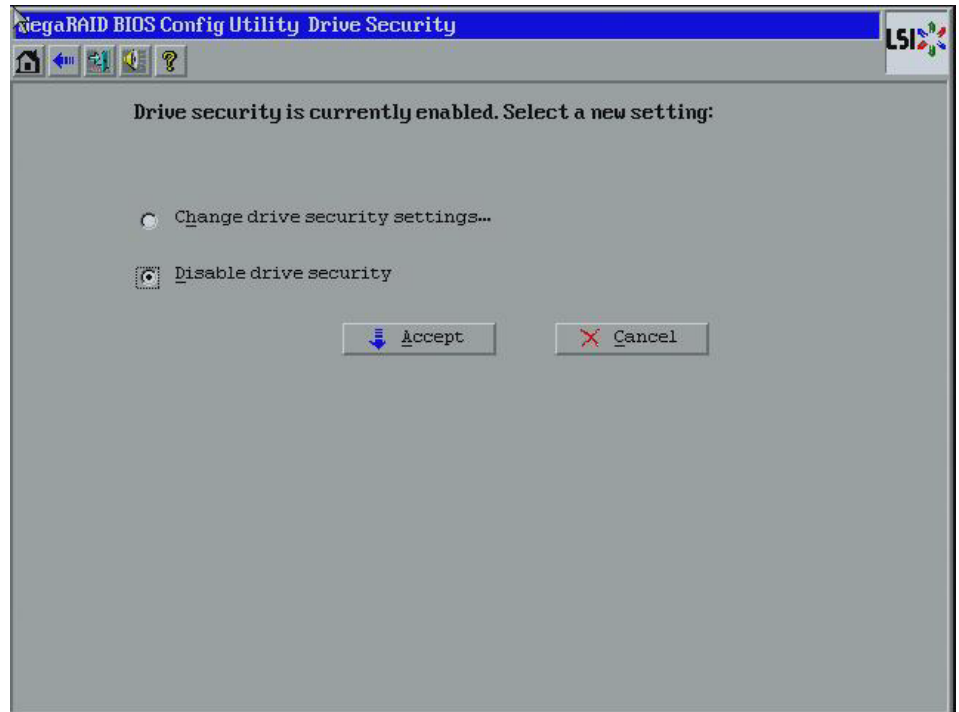 MegaRAID BIOS Config Utility Drive Security
LSI
Drive security is currently enabled. Select a new setting:
Change drive security settings...
Disable drive security
Accept
Cancel